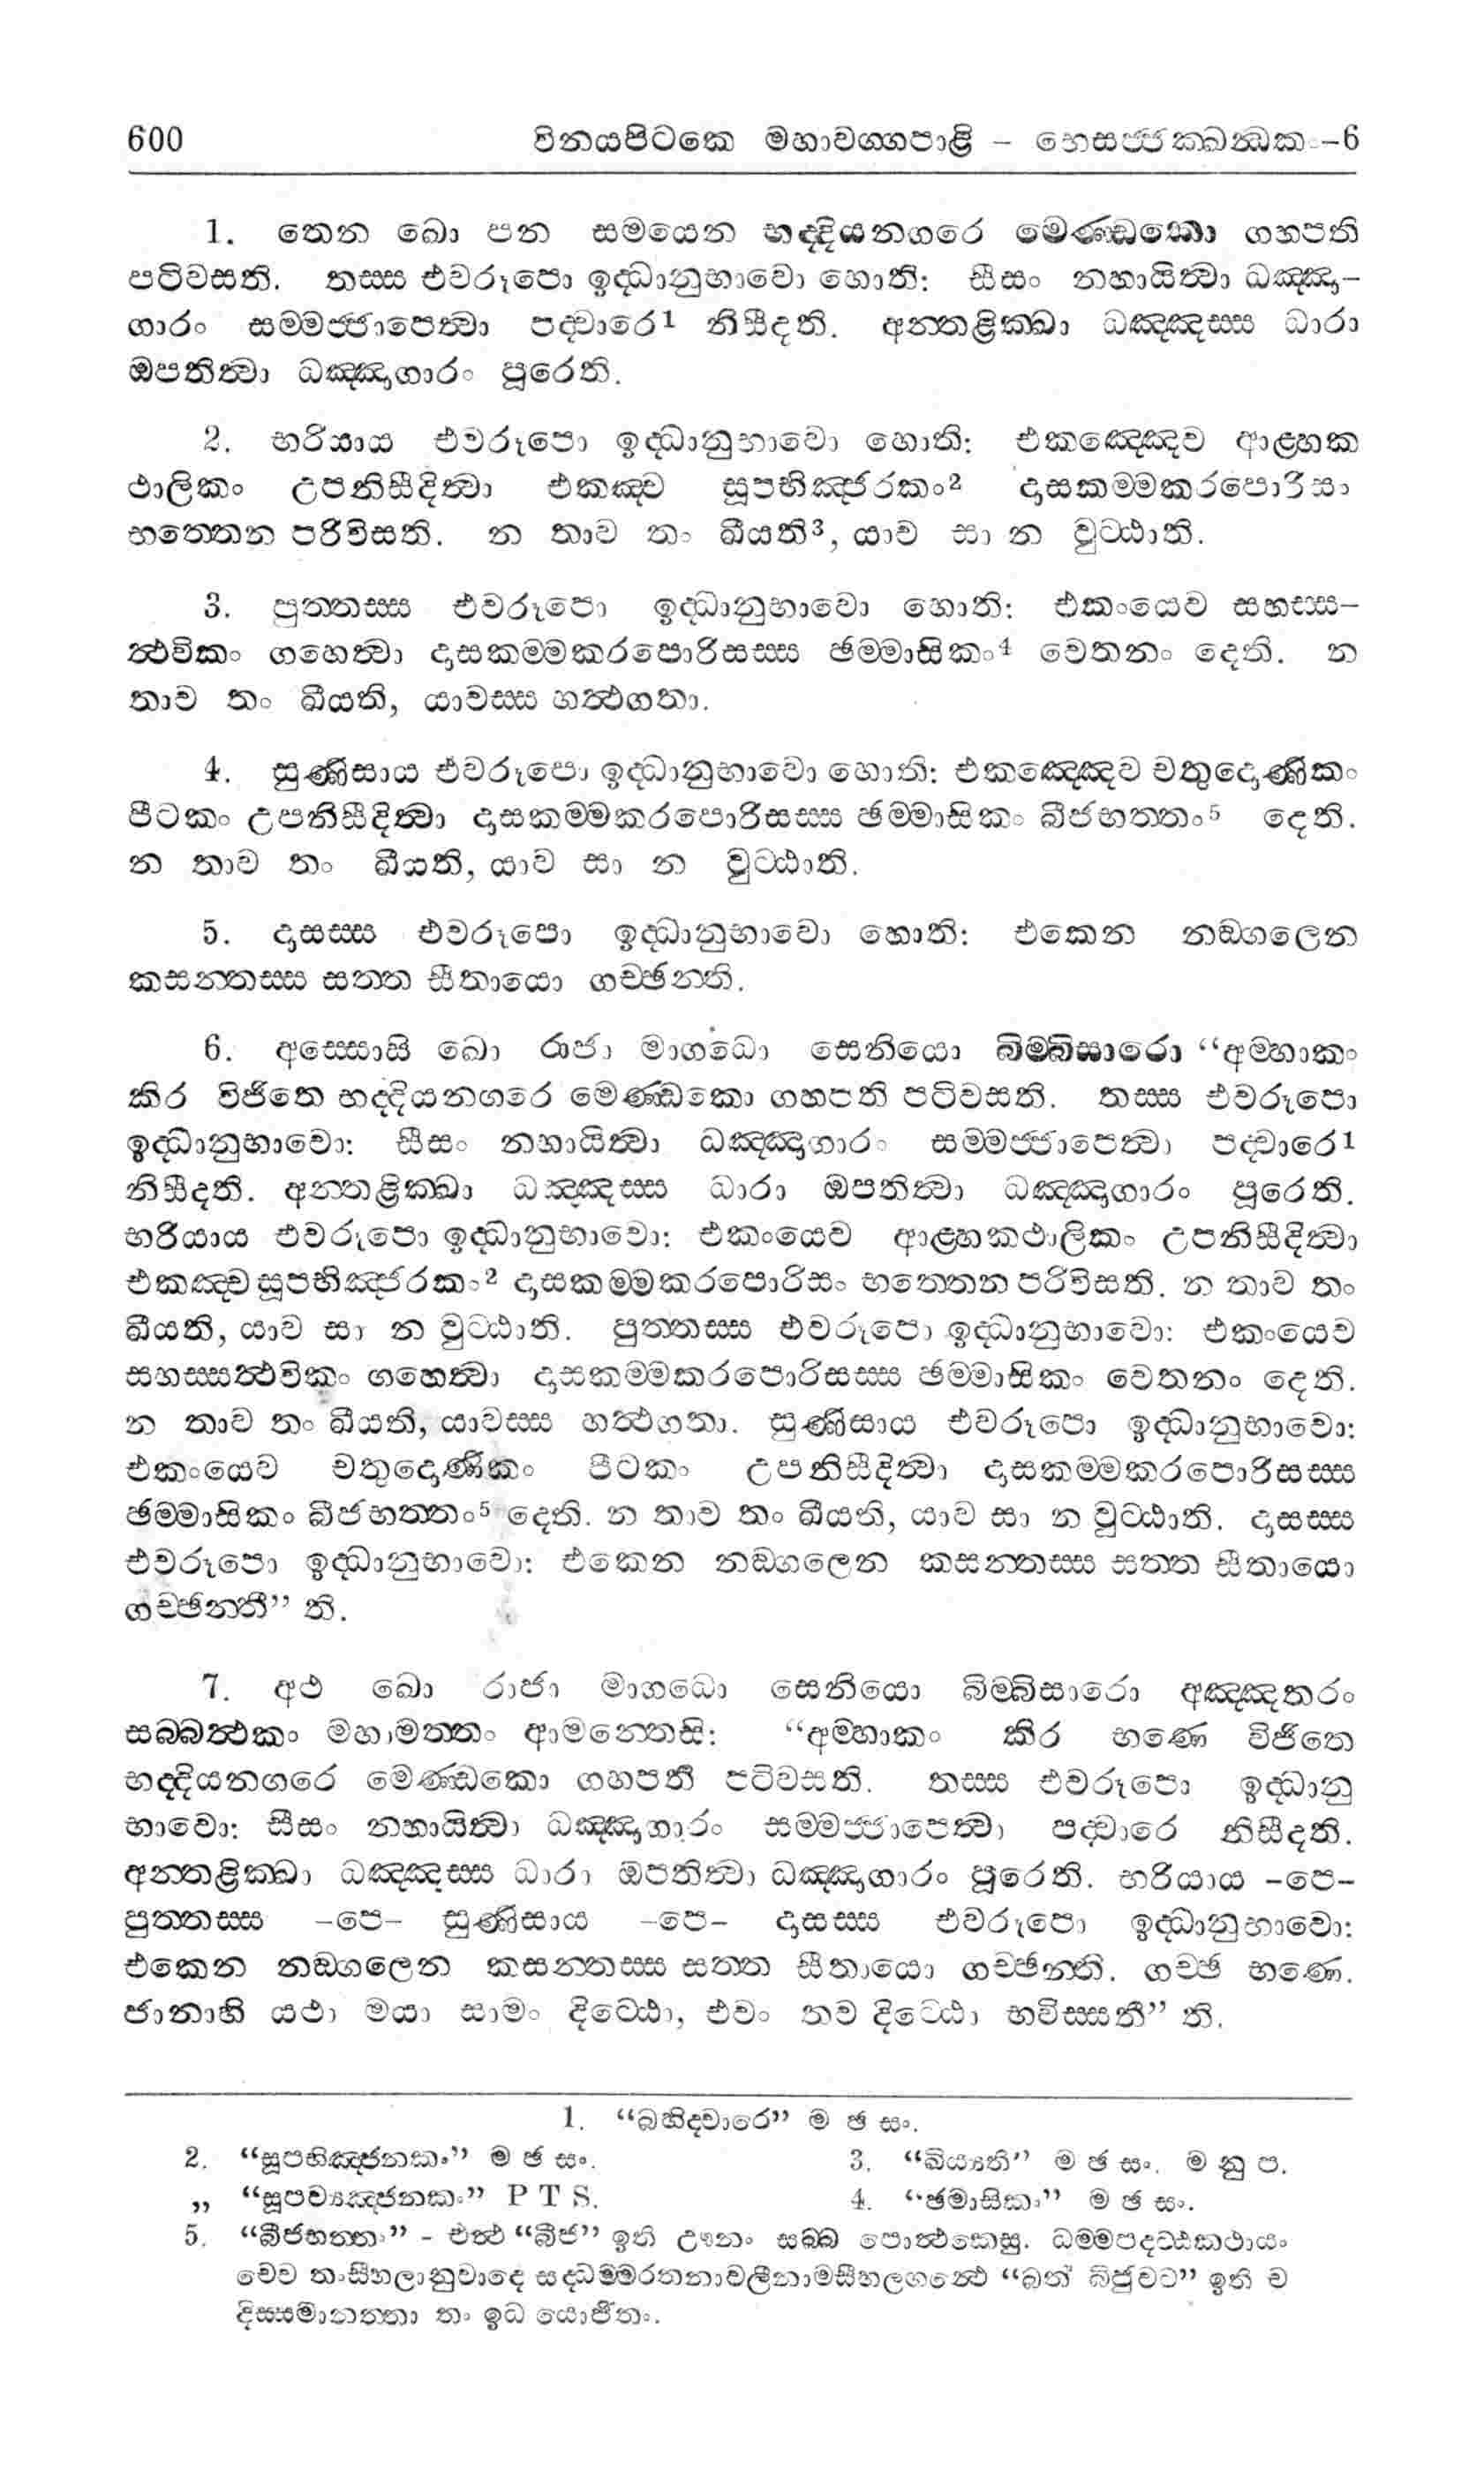 600 විනයපිටකෙ මහාවග්ගපාළි – භෙසජ්ජක්ඛන්ධකං–6
1. තෙන ඛො පන සමයෙන භද්දියනගරෙ මෙණ්ඩකො ගහපති
පටිවසති. තස්ස එවරූපො ඉද්ධානුභාවො හොති: සීසං නහායිත්වා ධඤ්ඤා-
ගාරං සම්මජ්ජාපෙත්වා පද්වාරෙ1 නිසීදති. අන්තළික්ඛා ධඤ්ඤස්ස ධාරා
ඔපතිත්වා ධඤ්ඤාගාරං පූරෙති.
2. භරියාය එවරූපො ඉද්ධානුභාවො හොති: එකඤ්ඤෙව ආළ්හක
ථාලිකං උපනිසීදිත්වා එකඤ්ච සූපභිඤ්ජරකං2 දාසකම්මකරපොරිසා
භත්තෙන පරිවිසති. න තාව තං ඛීයති3, යාව සා න වුට්ඨාති.
3. පුත්තස්ස එවරූපො ඉද්ධානුභාවො හොති: එකංයෙව සහස්ස–
ත්ථවිකං ගහෙත්වා දාසකම්මකරපොරිසස්ස ඡම්මාසිකං4 වෙතනං දෙති. න
තාව තං ඛීයති, යාවස්ස හත්ථගතා.
4. සුණිසාය එවරූපො ඉද්ධානුභාවො හොති: එකඤ්ඤෙව චතුදොණිකං
පීටකං උපනිසීදිත්වා දාසකම්මකරපොරිසස්ස ඡම්මාසිකං බීජභත්තං5 දෙති.
න තාව තං ඛීයති, යාව සා න වුට්ඨාති.
5. දාසස්ස එවරූපො ඉද්ධානුභාවො හොති: එකෙන නඞ්ගලෙන
කසන්තස්ස සත්ත සීතායො ගච්ඡන්ති.
6. අස්සොසි ඛො රාජා මාගධො සෙනියො බිම්බිසාරො “අම්හාකං
කිර විජිතෙ භද්දියනගරෙ මෙණ්ඩකො ගහපති පටිවසති. තස්ස එවරූපො
ඉද්ධානුභාවො: සීසං නහායිත්වා ධඤ්ඤාගාරං සම්මජ්ජාපෙත්වා පද්වාරෙ1
නිසීදති. අන්තළික්ඛා ධඤ්ඤස්ස ධාරා ඔපතිත්වා ධඤ්ඤාගාරං පූරෙති.
භරියාය එවරූපො ඉද්ධානුභාවො: එකංයෙව ආළ්හකථාලිකං උපනිසීදිත්වා
එකඤ්ච සූපභිඤ්ජරකං2 දාසකම්මකරපොරිසං භත්තෙන පරිවිසති. න තාව තං
ඛීයති, යාව සා න වුට්ඨාති. පුත්තස්ස එවරූපො ඉද්ධානුභාවො: එකංයෙව
සහස්සත්ථවිකං ගහෙත්වා දාසකම්මකරපොරිසස්ස ඡම්මාසිකං වෙතනං දෙති.
න තාව තං ඛීයති, යාවස්ස හත්ථගතා. සුණිසාය එවරූපො ඉද්ධානුභාවො:
එකංයෙව චතුදොණිකං පීටකං උපනිසීදිත්වා දාසකම්මකරපොරිසස්ස
ඡම්මාසිකං බීජභත්තං5 දෙති. න තාව තං ඛීයති, යාව සා න වුට්ඨාති. දාසස්ස
එවරූපො ඉද්ධානුභාවො: එකෙන නඞ්ගලෙන කසන්තස්ස සත්ත සීතායො
ගච්ඡන්තී” ති.
7. අථ ඛො රාජා මාගධො සෙනියො බිම්බිසාරො අඤ්ඤතරං
සබ්බත්ථකං මහාමත්තං ආමන්තෙසි: “අම්හාකං කිර භණෙ විජිතෙ
භද්දියනගරෙ මෙණ්ඩකො ගහපති පටිවසති. තස්ස එවරූපො ඉද්ධානු
භාවො: සීසං නහායිත්වා ධඤ්ඤාගාරං සම්මජ්ජාපෙත්වා පද්වාරෙ නිසීදති.
අන්තළික්ඛා ධඤ්ඤස්ස ධාරා ඔපතිත්වා ධඤ්ඤාගාරං පූරෙති. භරියාය –පෙ–
පුත්තස්ස –පෙ– සුණිසාය –පෙ– දාසස්ස එවරූපො ඉද්ධානුභාවො:
එකෙන නඞ්ගලෙන කසන්තස්ස සත්ත සීතායො ගච්ඡන්ති. ගච්ඡ භණෙ.
ජානාහි යථා මයා සාමං දිට්ඨො, එවං තව දිට්ඨො භවිස්සතී” ති.
1. “බහිද්වාරෙ” ම ඡ සං.
2. “සූපභිඤ්ජනකං” ම ඡ සං. 3. “ඛිය්‍යති” ම ඡ සං. ම නු ප.
,, “සූපව්‍යඤ්ජනකං” P T S. 4. “ඡමාසිකං” ම ඡ සං.
5. “බීජභත්තං” - එත්ථ “බීජ” ඉති ඌනං සබ්බ පොත්ථකෙසු. ධම්මපදට්ඨකථායං
චෙව තංසීහලානුවාදෙ සද්ධම්මරතනාවලීනාමසීහලගන්ථෙ “බත් බිජුවට” ඉති ච
දිස්සමානත්තා තං ඉධ යොජිතං.